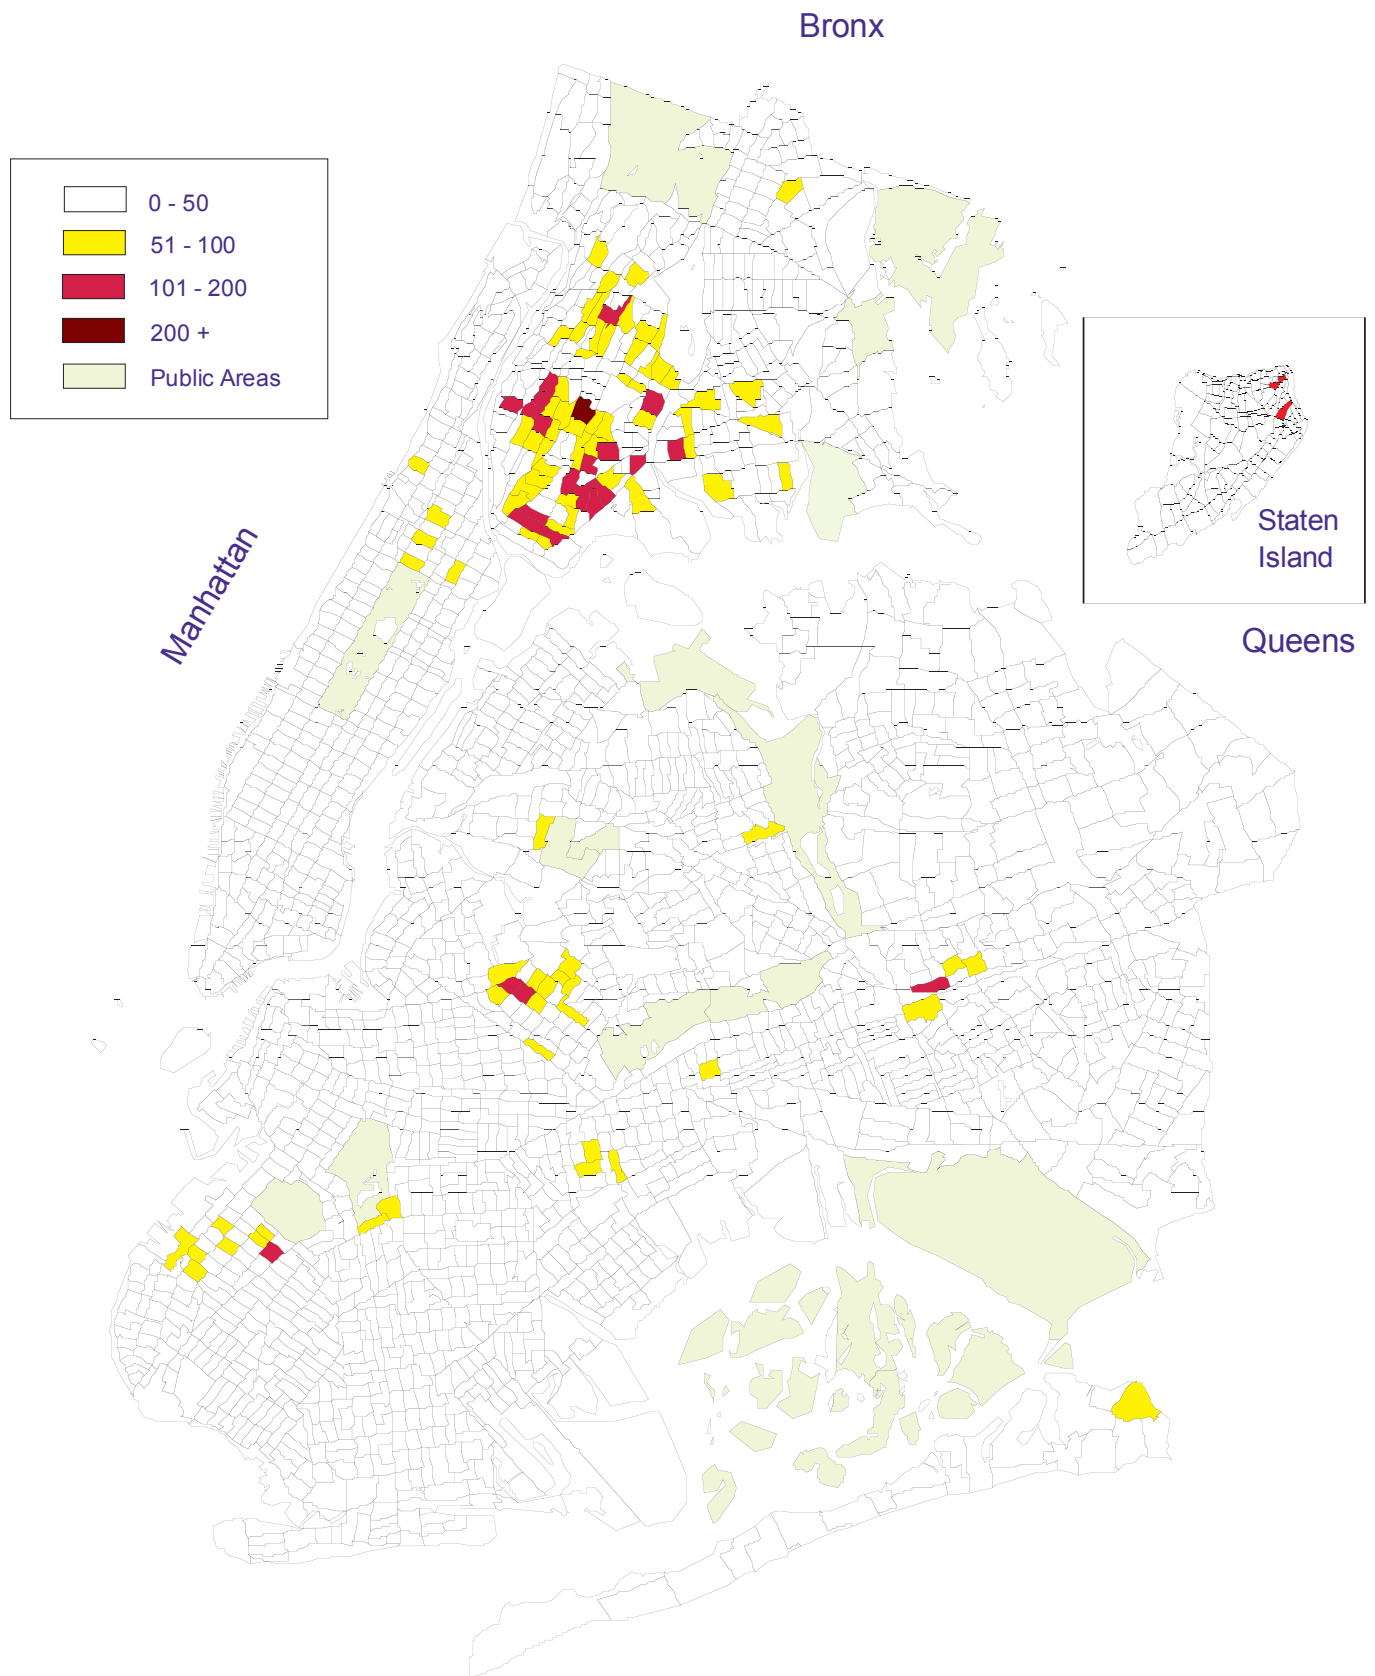 Bronx
0 - 50
51 - 100
101 - 200
200 +
Public Areas
Manhattan
Staten
Island
Queens